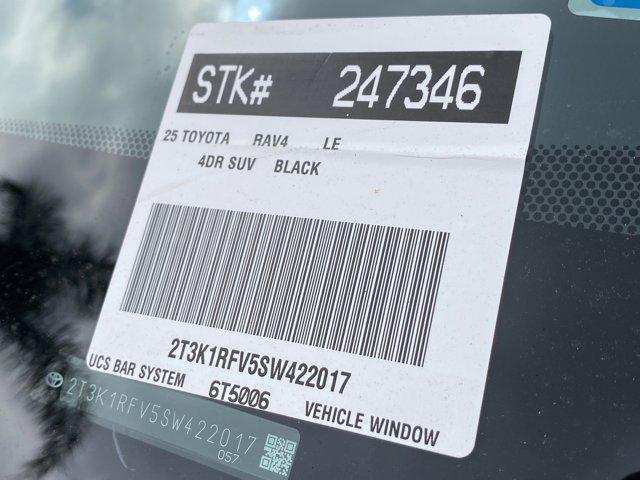 STK# 247346
25 TOYOTA RAV4 LE
4DR SUV BLACK
2T3K1RFV5SW422017
UCS BAR SYSTEM 6T5006 VEHICLE WINDOW
2T3K1RFV5SW422017
057